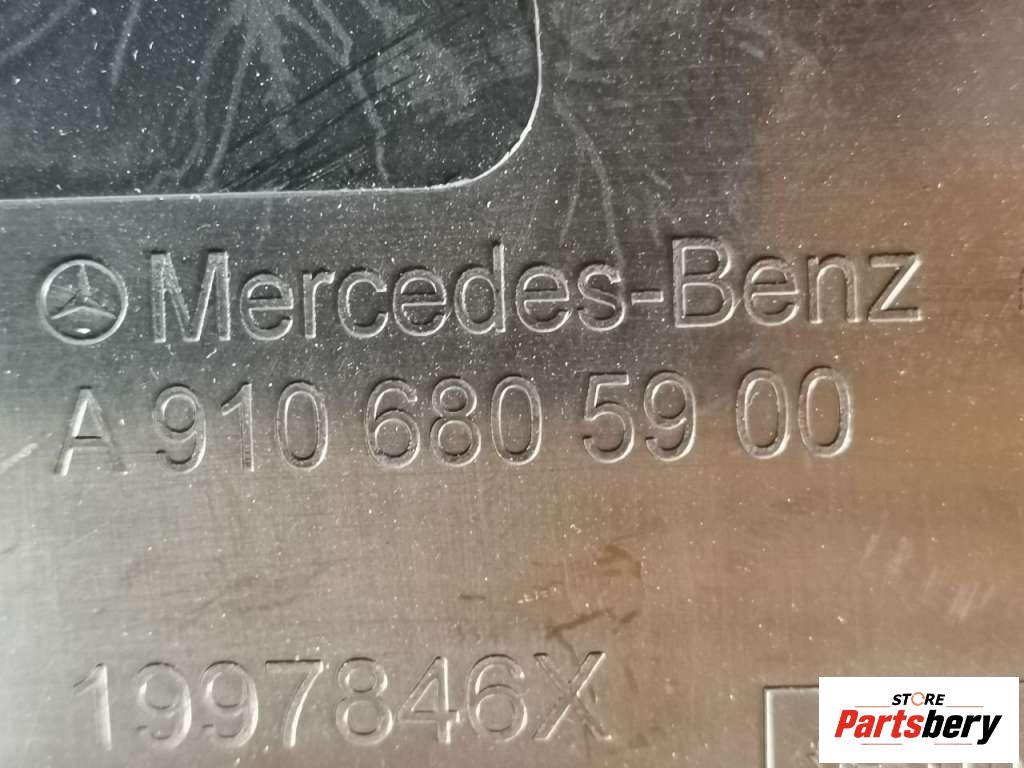 Mercedes-Benz
A 910 680 59 00
1997846X
STORE
Partsbery